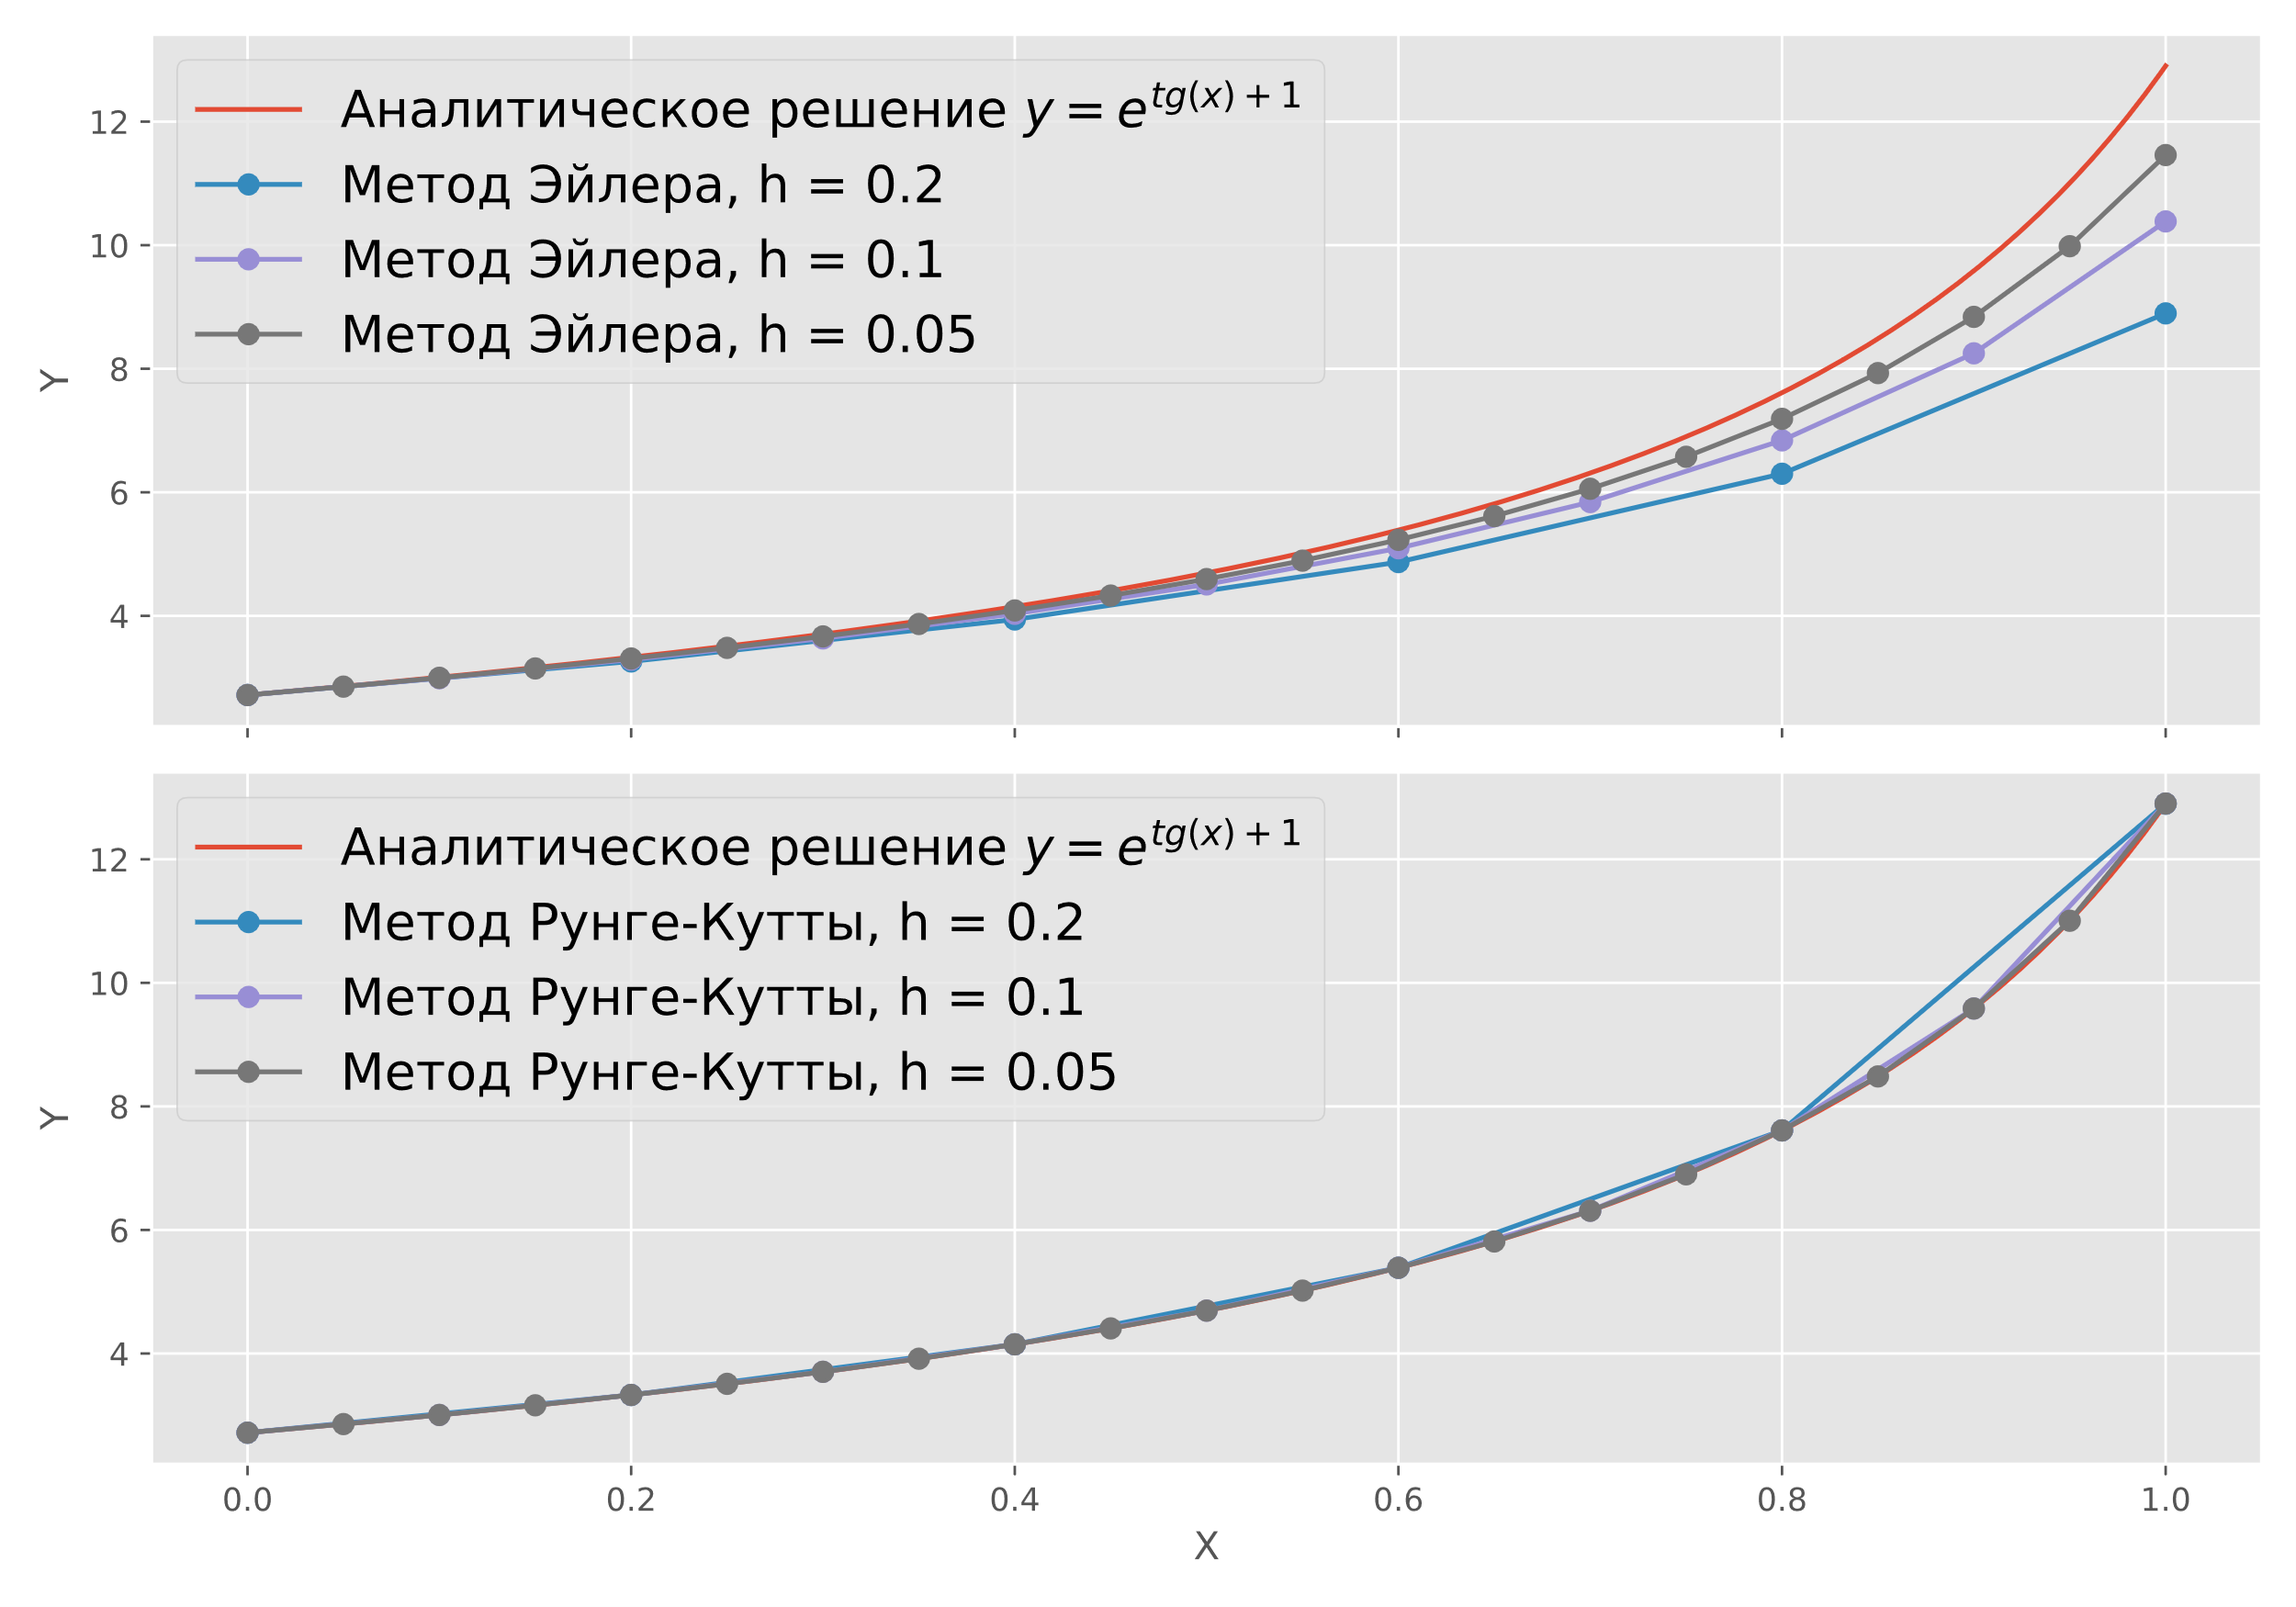 Аналитическое решение y = e^{tg(x) + 1}
Метод Эйлера, h = 0.2
Метод Эйлера, h = 0.1
Метод Эйлера, h = 0.05
12
10
8
6
4
Y
Аналитическое решение y = e^{tg(x) + 1}
Метод Рунге-Кутты, h = 0.2
Метод Рунге-Кутты, h = 0.1
Метод Рунге-Кутты, h = 0.05
12
10
8
6
4
Y
0.0 0.2 0.4 0.6 0.8 1.0
X